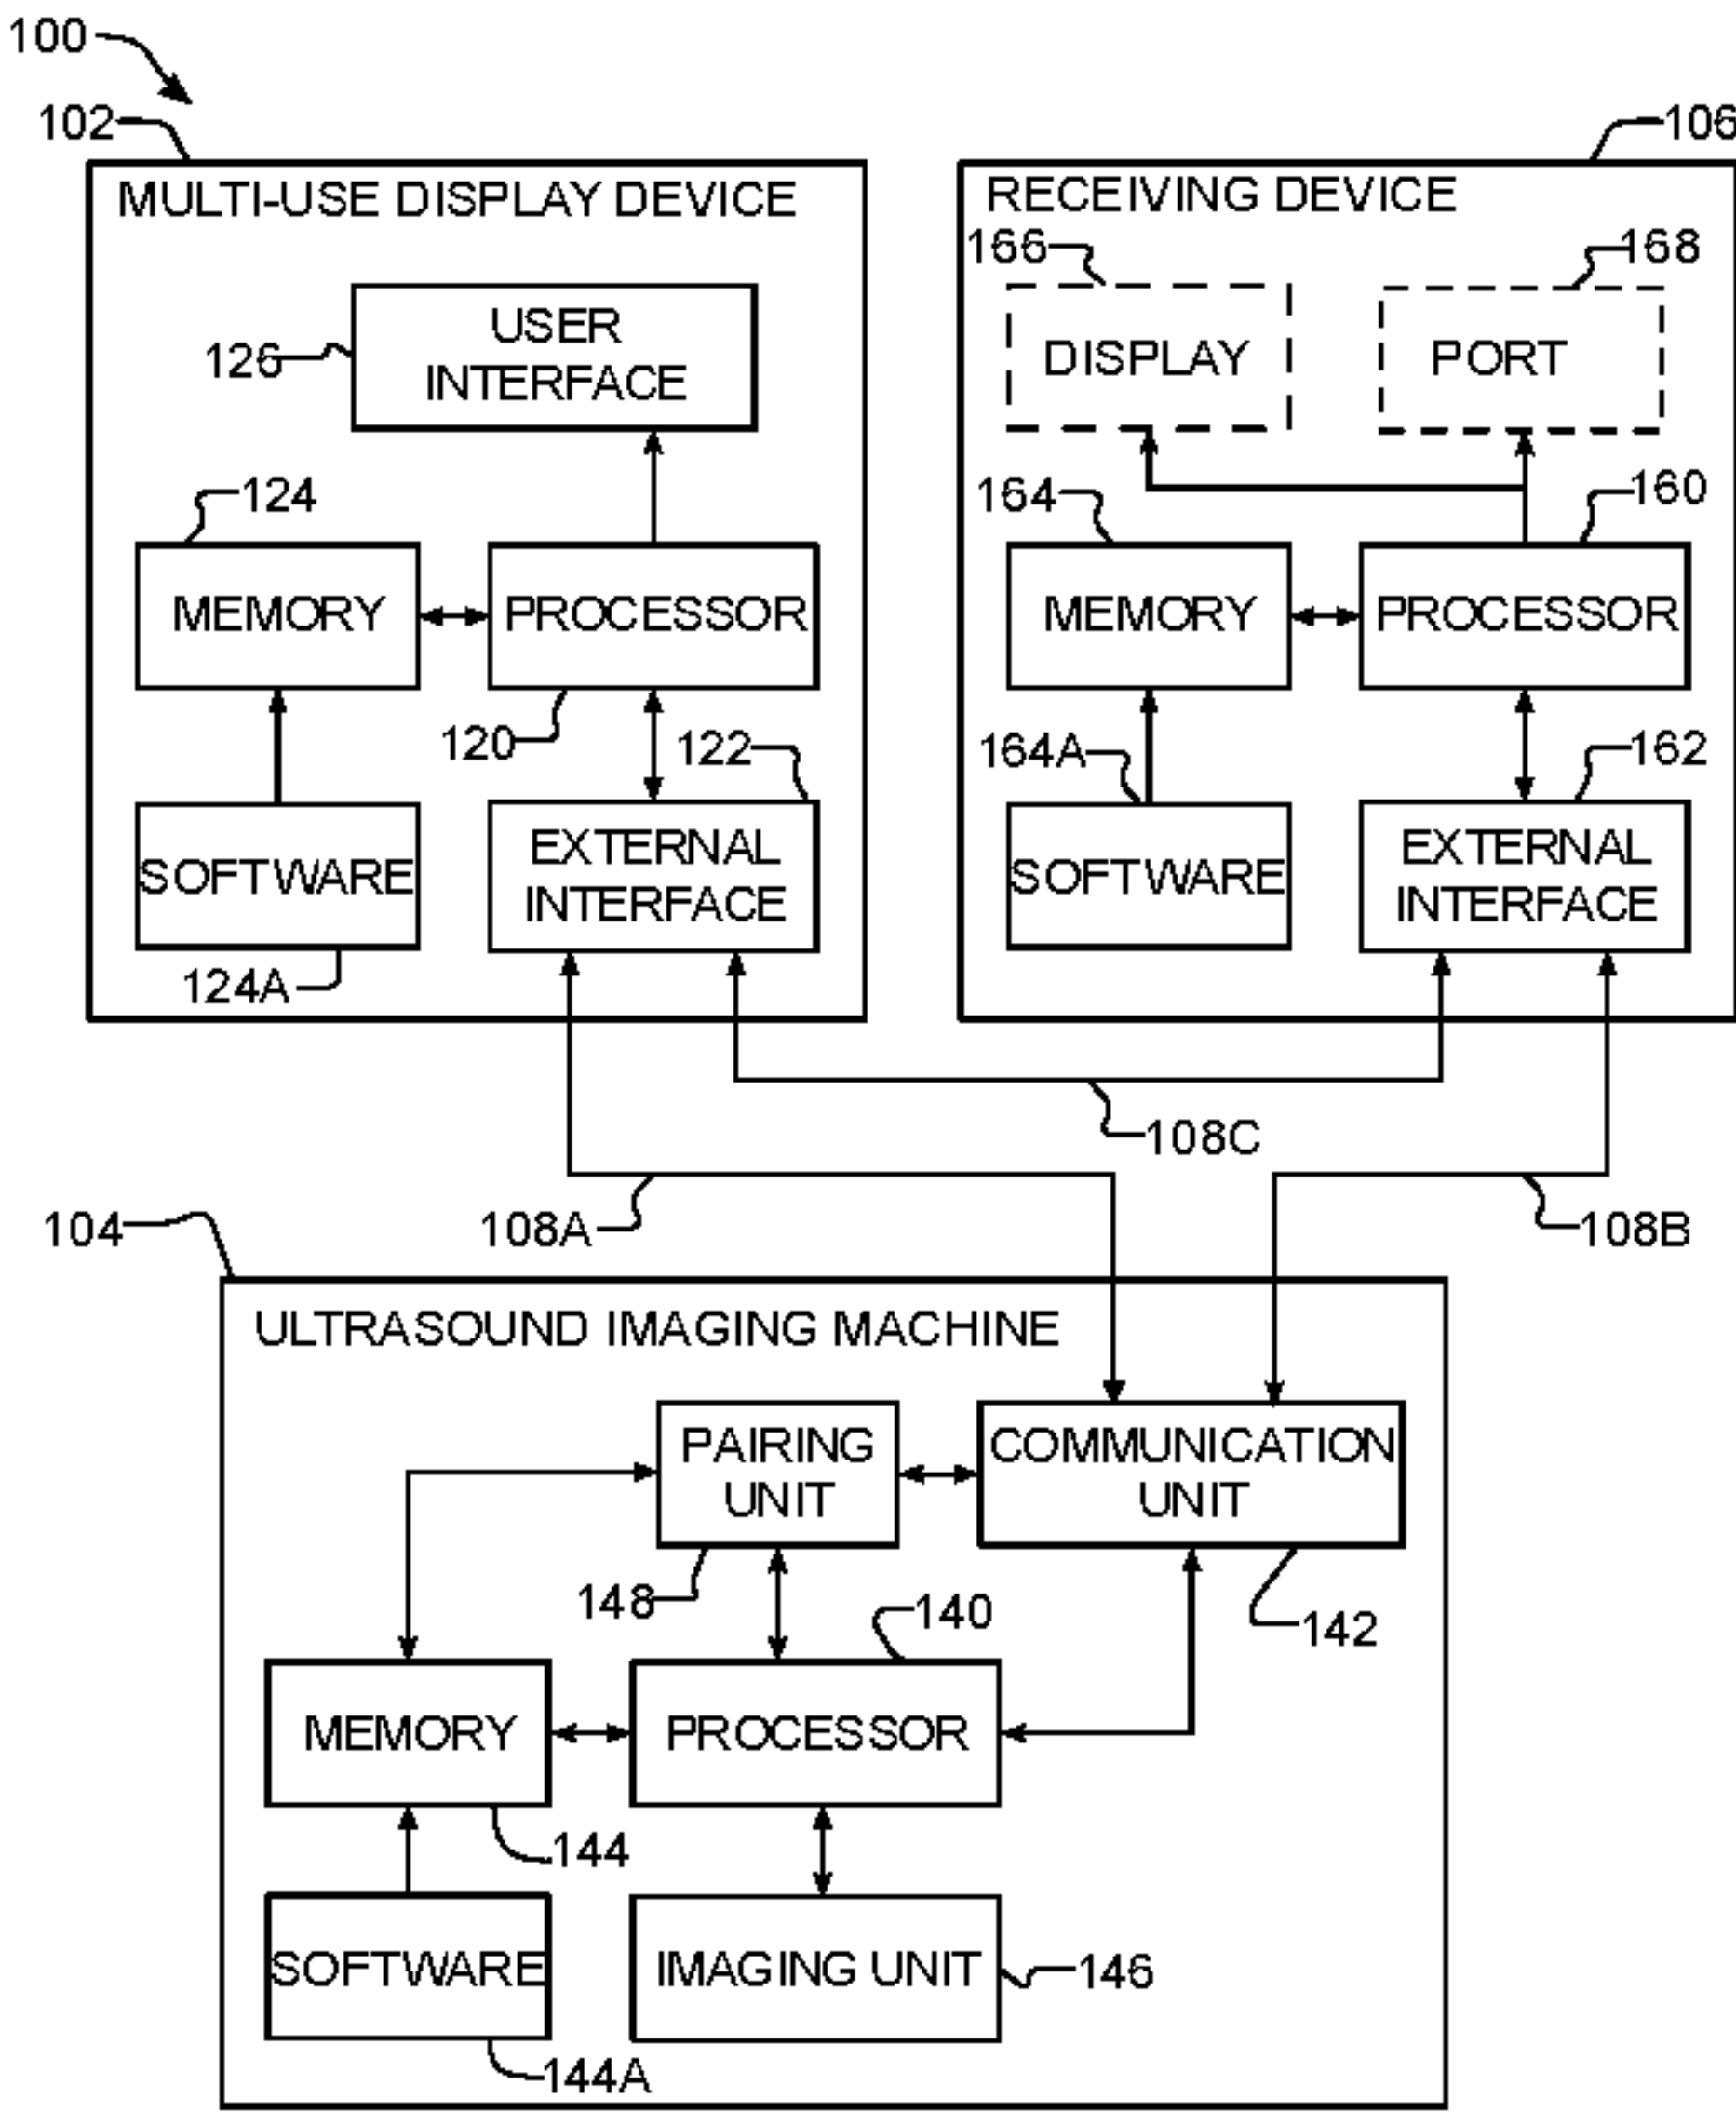 100
102
106
MULTI-USE DISPLAY DEVICE
RECEIVING DEVICE
166
168
USER
INTERFACE
126
DISPLAY
PORT
124
164
160
MEMORY
PROCESSOR
MEMORY
PROCESSOR
120
122
164A
162
SOFTWARE
EXTERNAL
INTERFACE
SOFTWARE
EXTERNAL
INTERFACE
124A
108C
108A
108B
104
ULTRASOUND IMAGING MACHINE
PAIRING
UNIT
COMMUNICATION
UNIT
148
140
142
MEMORY
PROCESSOR
144
SOFTWARE
IMAGING UNIT
146
144A